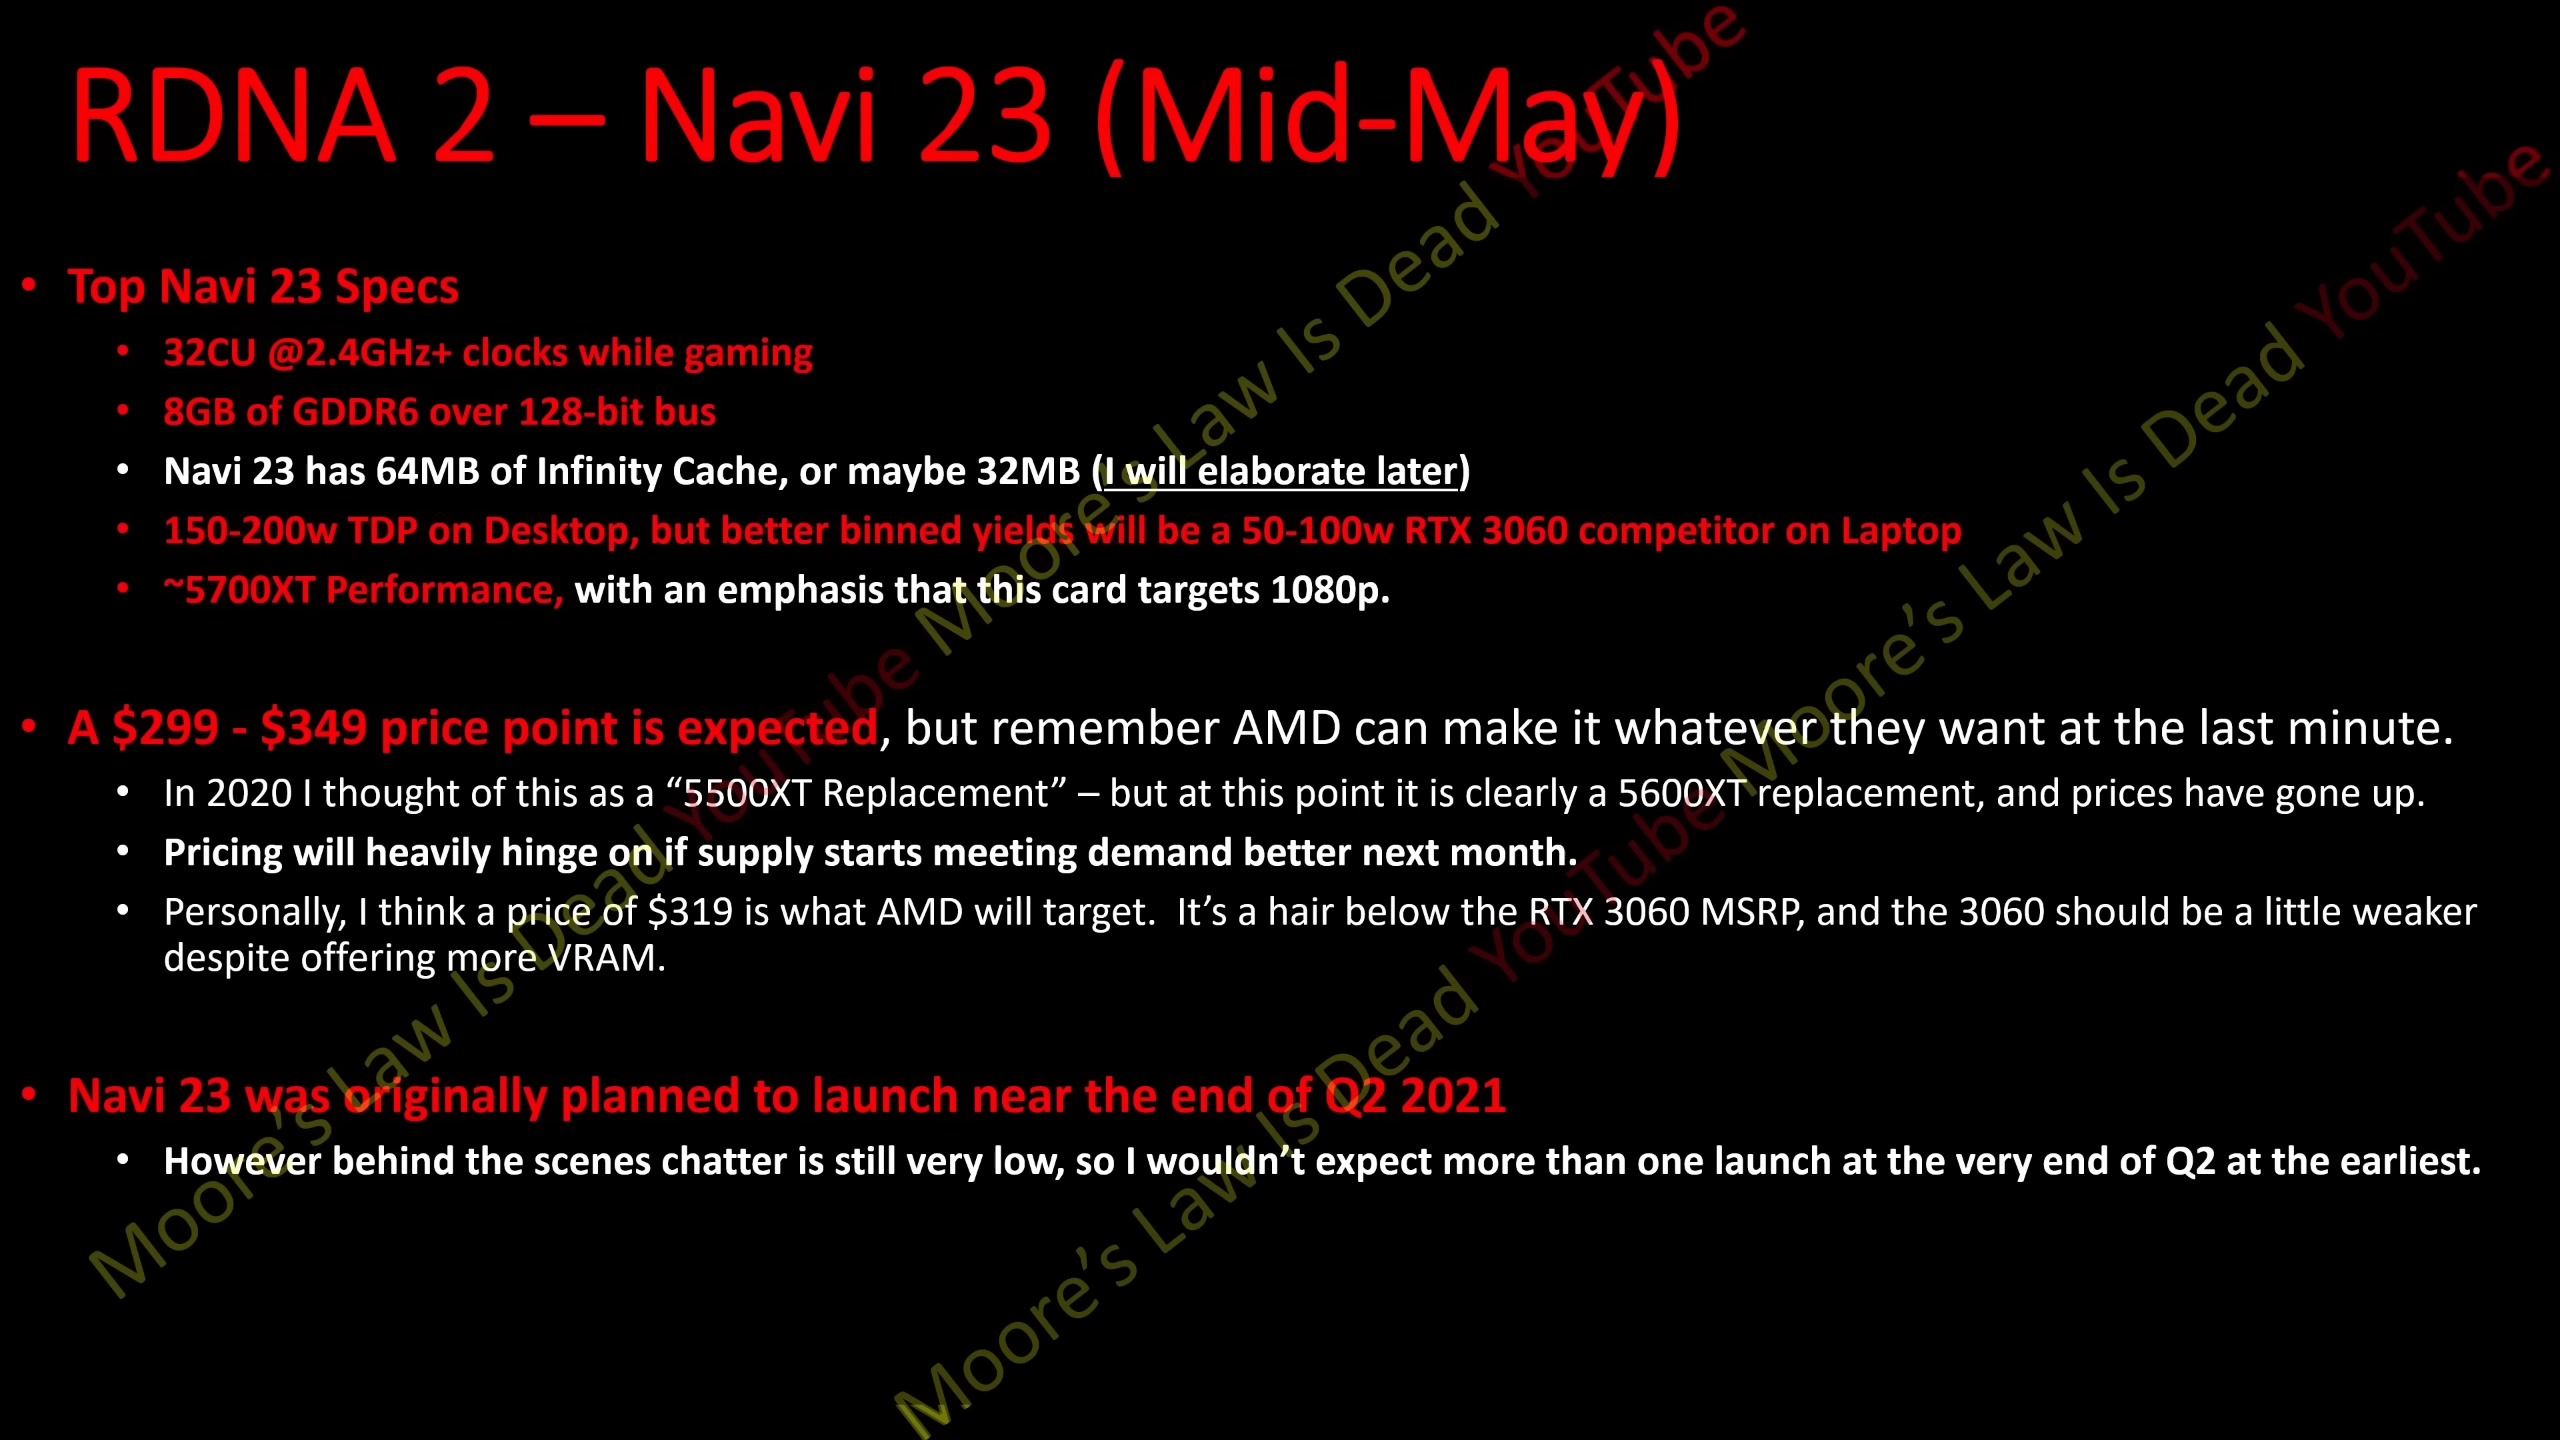 RDNA 2 – Navi 23 (Mid-May)
• Top Navi 23 Specs
• 32CU @2.4GHz+ clocks while gaming
• 8GB of GDDR6 over 128-bit bus
• Navi 23 has 64MB of Infinity Cache, or maybe 32MB (I will elaborate later)
• 150-200w TDP on Desktop, but better binned yields will be a 50-100w RTX 3060 competitor on Laptop
• ~5700XT Performance, with an emphasis that this card targets 1080p.
• A $299 - $349 price point is expected, but remember AMD can make it whatever they want at the last minute.
• In 2020 I thought of this as a “5500XT Replacement” – but at this point it is clearly a 5600XT replacement, and prices have gone up.
• Pricing will heavily hinge on if supply starts meeting demand better next month.
• Personally, I think a price of $319 is what AMD will target.  It’s a hair below the RTX 3060 MSRP, and the 3060 should be a little weaker
despite offering more VRAM.
• Navi 23 was originally planned to launch near the end of Q2 2021
• However behind the scenes chatter is still very low, so I wouldn’t expect more than one launch at the very end of Q2 at the earliest.
Moore’s Law Is Dead YouTube Moore’s Law Is Dead YouTube
Moore’s Law Is Dead YouTube Moore’s Law Is Dead YouTube